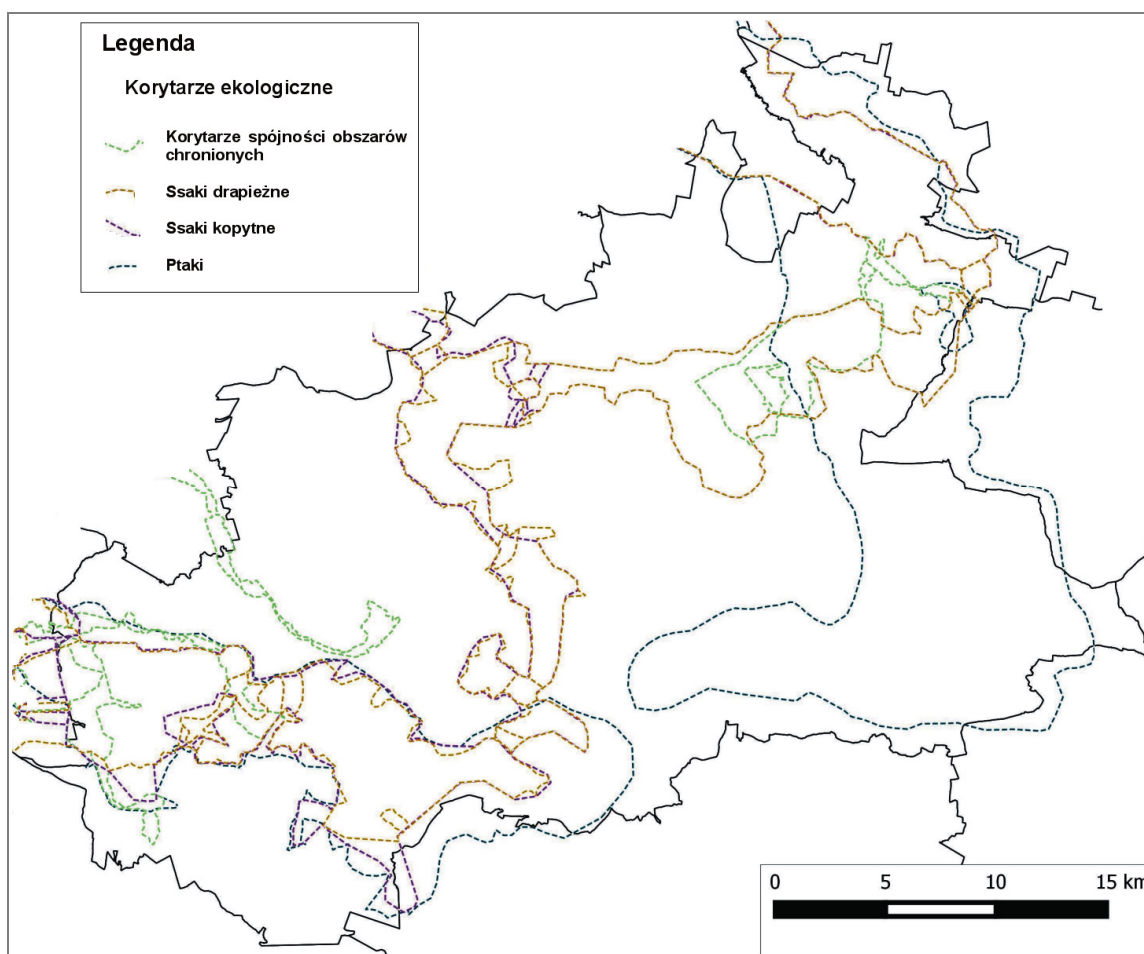 Legenda
Korytarze ekologiczne
Korytarze spójności obszarów
chronionych
Ssaki drapieżne
Ssaki kopytne
Ptaki
0 5 10 15 km